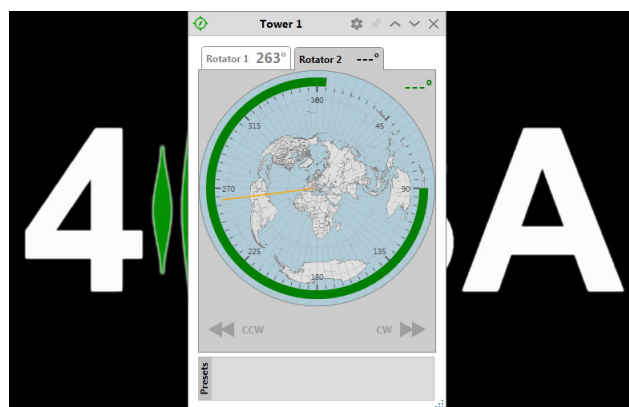 Tower 1
Rotator 1 263°
Rotator 2 ---°
---°
360
315 45
270 90
225 135
180
CCW CW
Presets
4 A